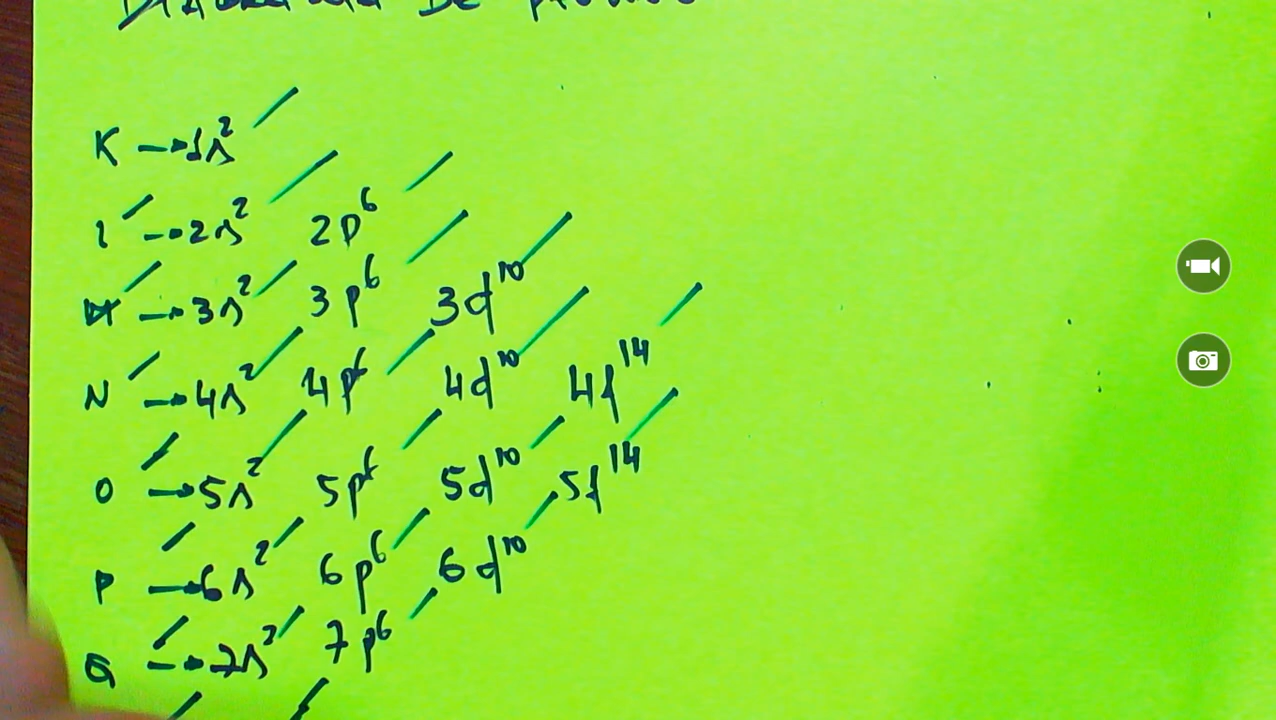 DE
K → 1s²
L → 2s² 2p⁶
M → 3s² 3p⁶ 3d¹⁰
N → 4s² 4p⁶ 4d¹⁰ 4f¹⁴
O → 5s² 5p⁶ 5d¹⁰ 5f¹⁴
P → 6s² 6p⁶ 6d¹⁰
Q → 7s² 7p⁶